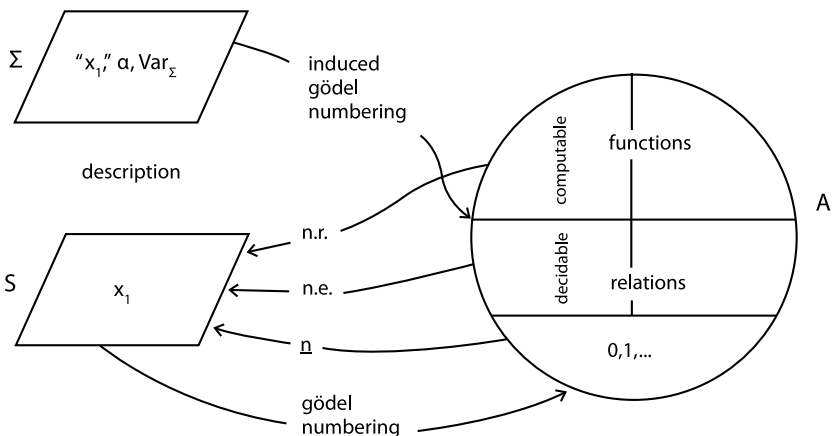 Σ
“x₁,” α, Var_Σ
induced
gödel
numbering
computable
functions
description
A
n.r.
decidable
relations
S
x₁
n.e.
n
0,1,...
gödel
numbering